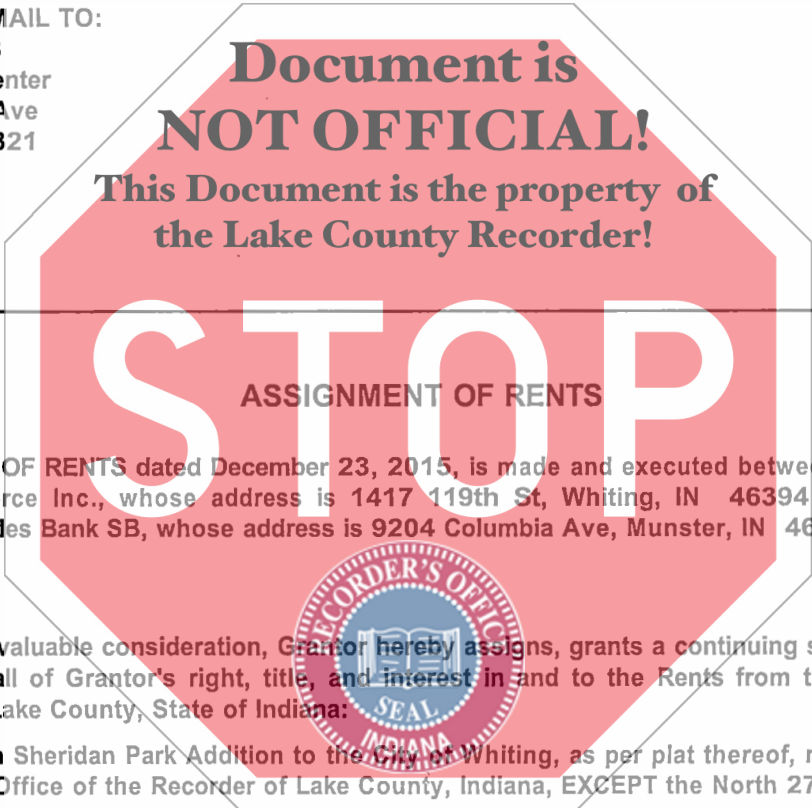 MAIL TO:
enter
Ave
321
Document is
NOT OFFICIAL!
This Document is the property of
the Lake County Recorder!
STOP
ASSIGNMENT OF RENTS
OF RENTS dated December 23, 2015, is made and executed betwe
rce Inc., whose address is 1417 119th St, Whiting, IN 46394
des Bank SB, whose address is 9204 Columbia Ave, Munster, IN 46
RECORDER'S OFFICE
SEAL
INDIANA
valuable consideration, Grantor hereby assigns, grants a continuing s
all of Grantor's right, title, and interest in and to the Rents from t
Lake County, State of Indiana:
Sheridan Park Addition to the City of Whiting, as per plat thereof, r
Office of the Recorder of Lake County, Indiana, EXCEPT the North 27